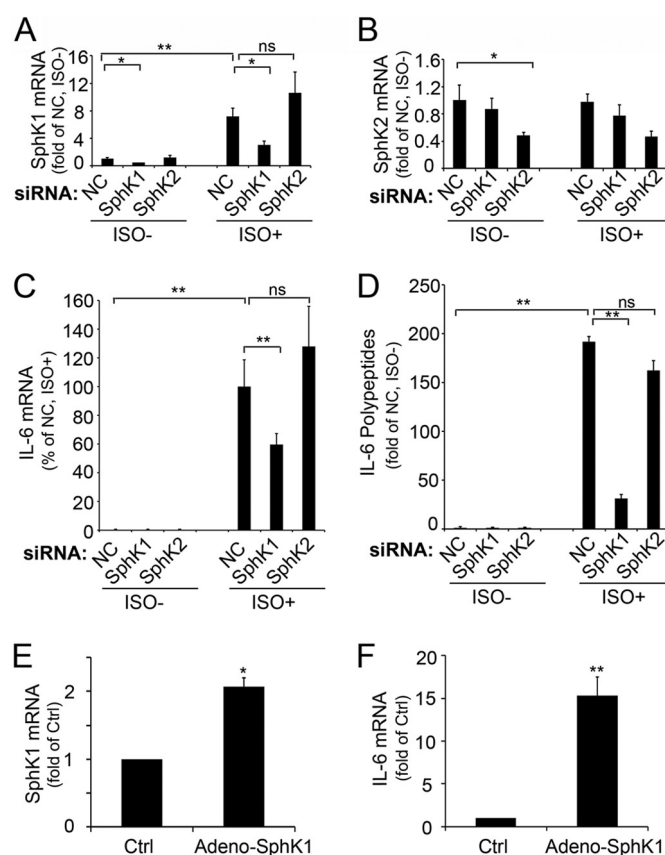 A
SphK1 mRNA
(fold of NC, ISO-)
16
12
8
4
0
**
*
ns
*
siRNA:
NC
SphK1
SphK2
NC
SphK1
SphK2
ISO-
ISO+
B
SphK2 mRNA
(fold of NC, ISO-)
1.6
1.2
0.8
0.4
0
*
siRNA:
NC
SphK1
SphK2
NC
SphK1
SphK2
ISO-
ISO+
C
IL-6 mRNA
(% of NC, ISO+)
160
140
120
100
80
60
40
20
0
**
ns
**
siRNA:
NC
SphK1
SphK2
NC
SphK1
SphK2
ISO-
ISO+
D
IL-6 Polypeptides
(fold of NC, ISO-)
250
200
150
100
50
0
**
ns
**
siRNA:
NC
SphK1
SphK2
NC
SphK1
SphK2
ISO-
ISO+
E
SphK1 mRNA
(fold of Ctrl)
2
1
0
*
Ctrl
Adeno-SphK1
F
IL-6 mRNA
(fold of Ctrl)
20
15
10
5
0
**
Ctrl
Adeno-SphK1